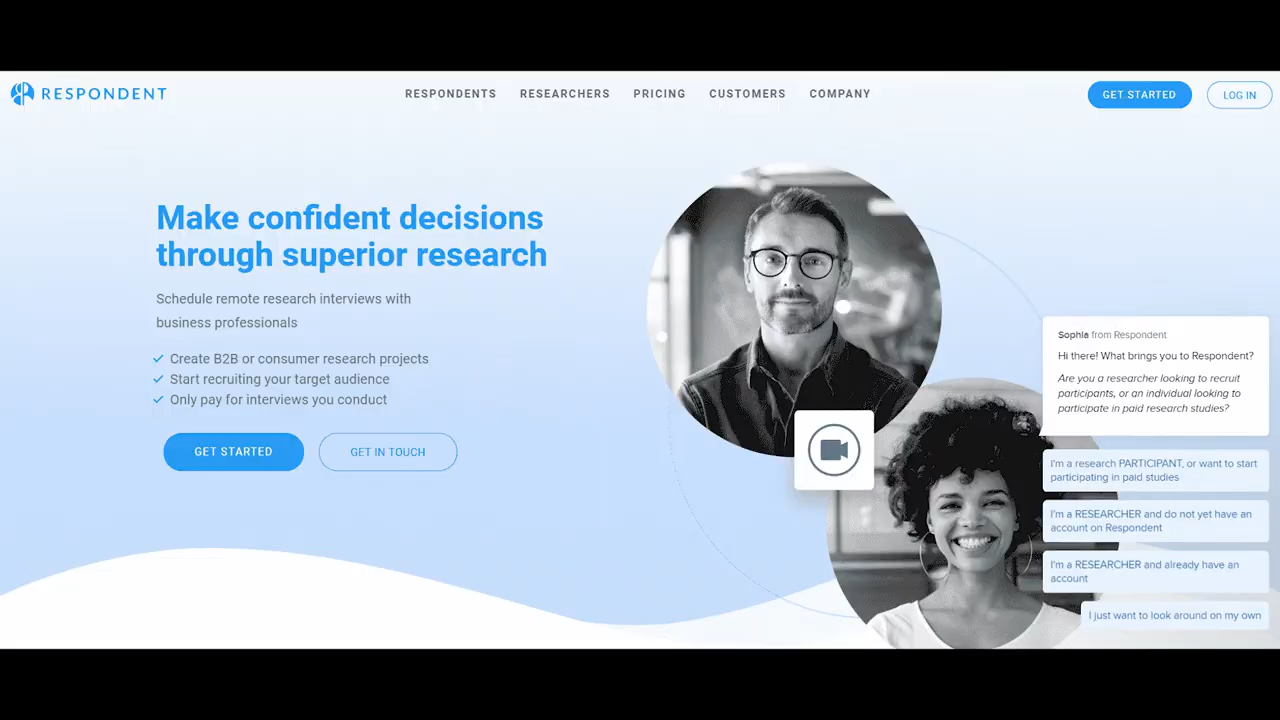 RESPONDENT
RESPONDENTS RESEARCHERS PRICING CUSTOMERS COMPANY
GET STARTED LOG IN
Make confident decisions
through superior research
Schedule remote research interviews with
business professionals
Create B2B or consumer research projects
Start recruiting your target audience
Only pay for interviews you conduct
GET STARTED GET IN TOUCH
Sophia from Respondent
Hi there! What brings you to Respondent?
Are you a researcher looking to recruit
participants, or an individual looking to
participate in paid research studies?
I'm a research PARTICIPANT, or want to start
participating in paid studies
I'm a RESEARCHER and do not yet have an
account on Respondent
I'm a RESEARCHER and already have an
account
I just want to look around on my own